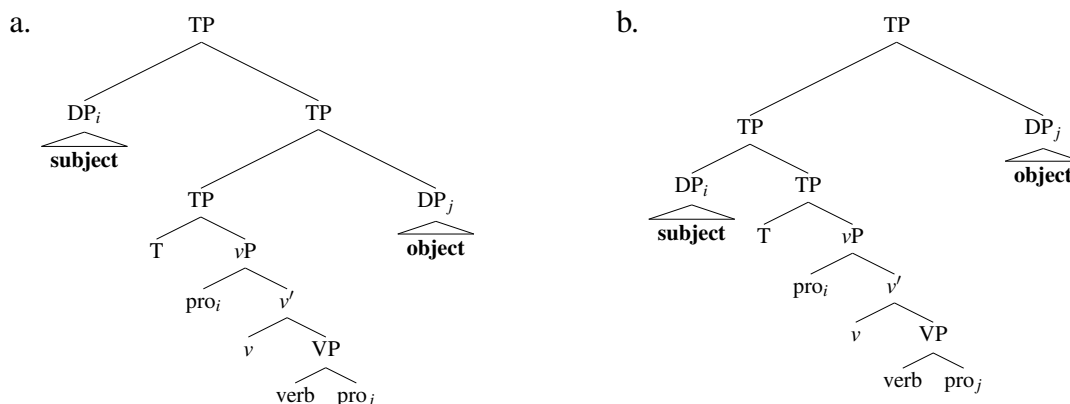 a. TP b. TP
DPᵢ TP TP DPⱼ
subject object
TP DPⱼ DPᵢ TP
object subject
T vP T vP
proᵢ v′ proᵢ v′
v VP v VP
verb proⱼ verb proⱼ